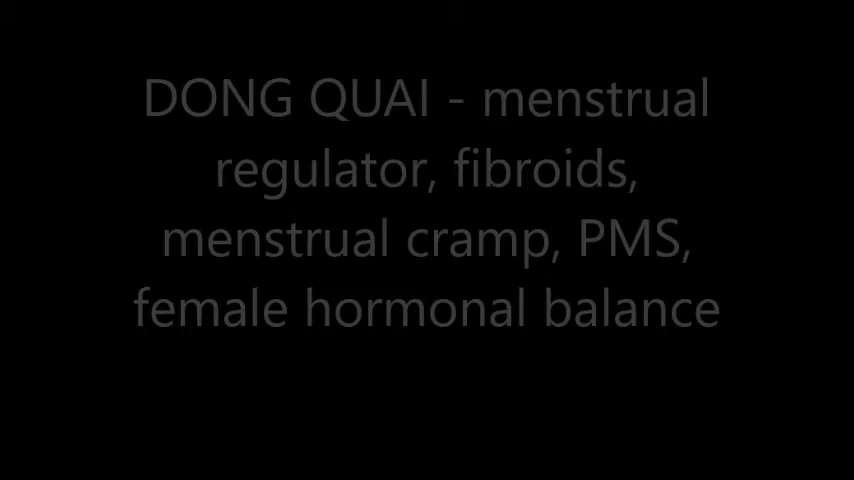 DONG QUAI - menstrual
regulator, fibroids,
menstrual cramp, PMS,
female hormonal balance